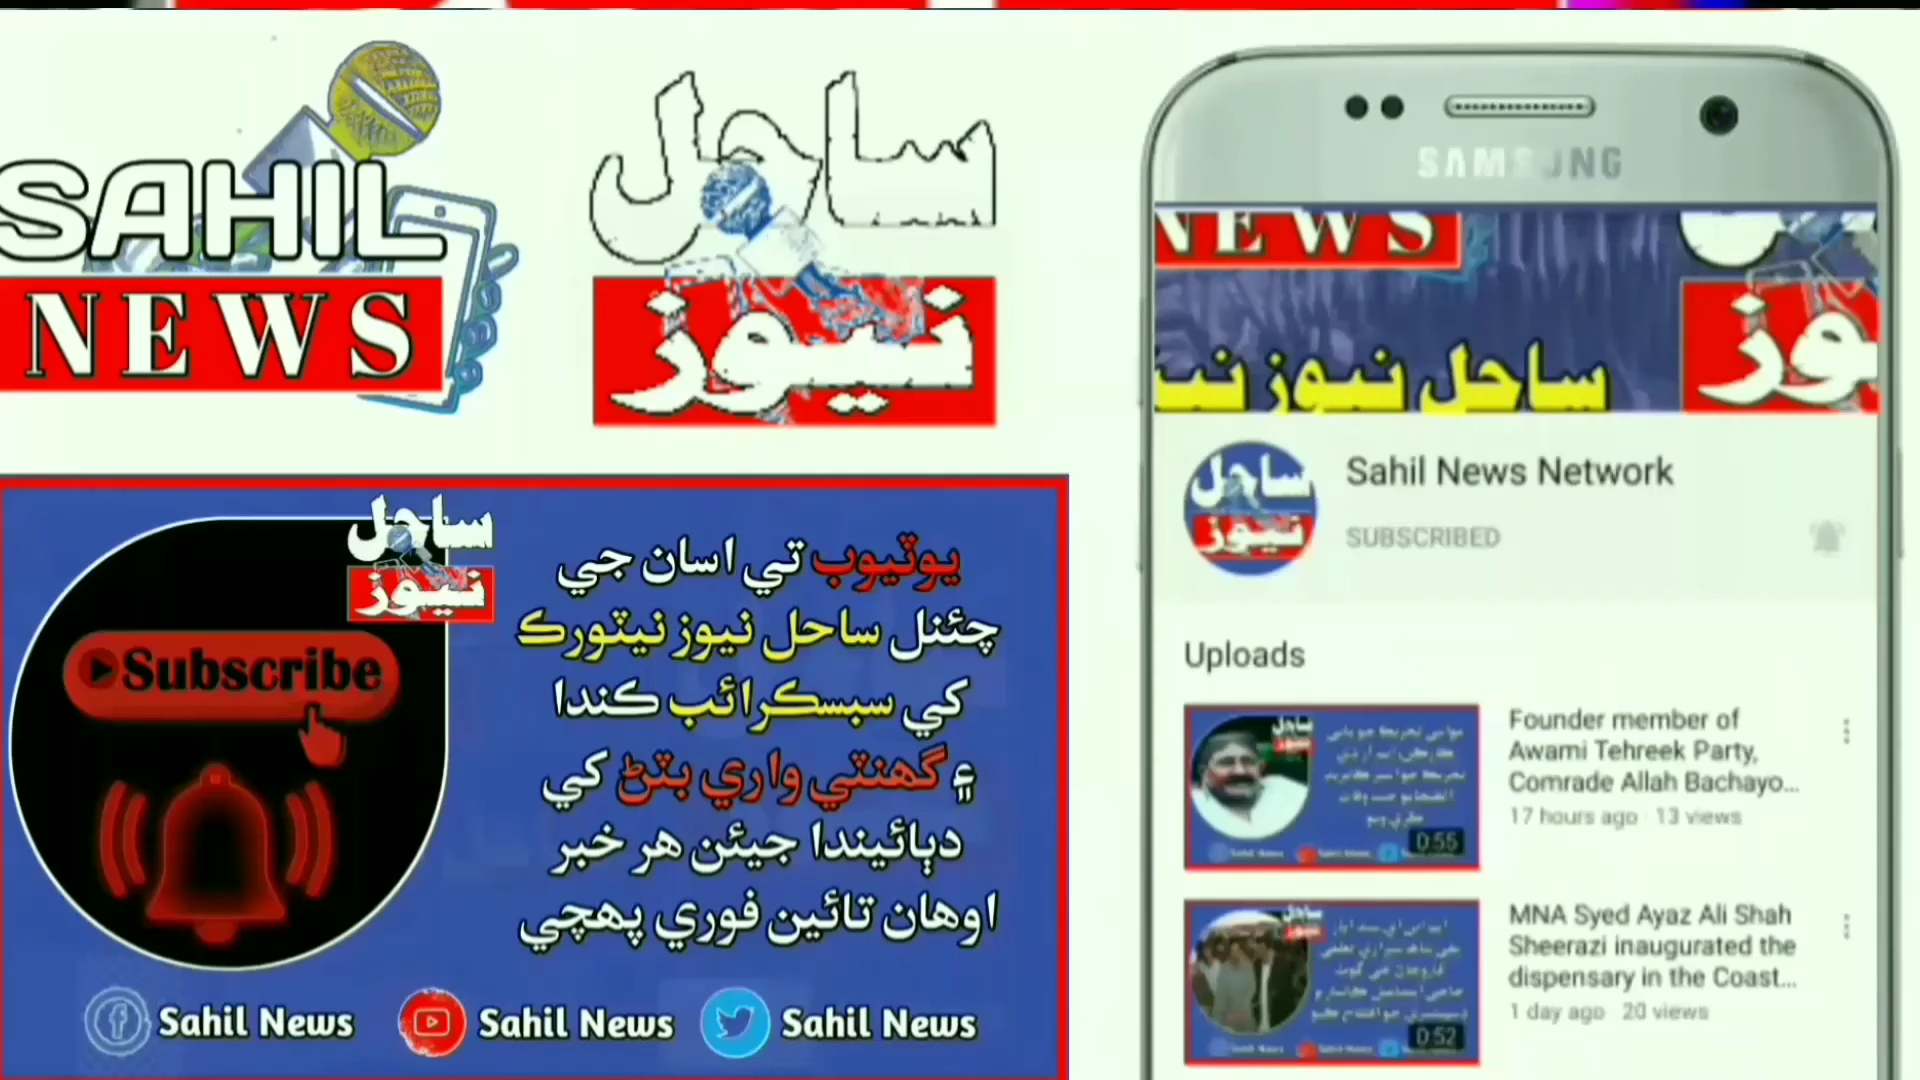 SAHIL
NEWS
ساحل
نيوز
ساحل
نيوز
Subscribe
يوٽيوب تي اسان جي
چئنل ساحل نيوز نيٽورڪ
کي سبسڪرائب ڪندا
۽ گھنٽي واري بٽڻ کي
دٻائيندا جيئن هر خبر
اوهان تائين فوري پهچي
Sahil News Sahil News Sahil News
SAMSUNG
NEWS
ساحل نيوز
Sahil News Network
SUBSCRIBED
ساحل
نيوز
Uploads
Founder member of
Awami Tehreek Party,
Comrade Allah Bachayo...
17 hours ago · 13 views
0:55
MNA Syed Ayaz Ali Shah
Sheerazi inaugurated the
dispensary in the Coast...
1 day ago · 20 views
0:52